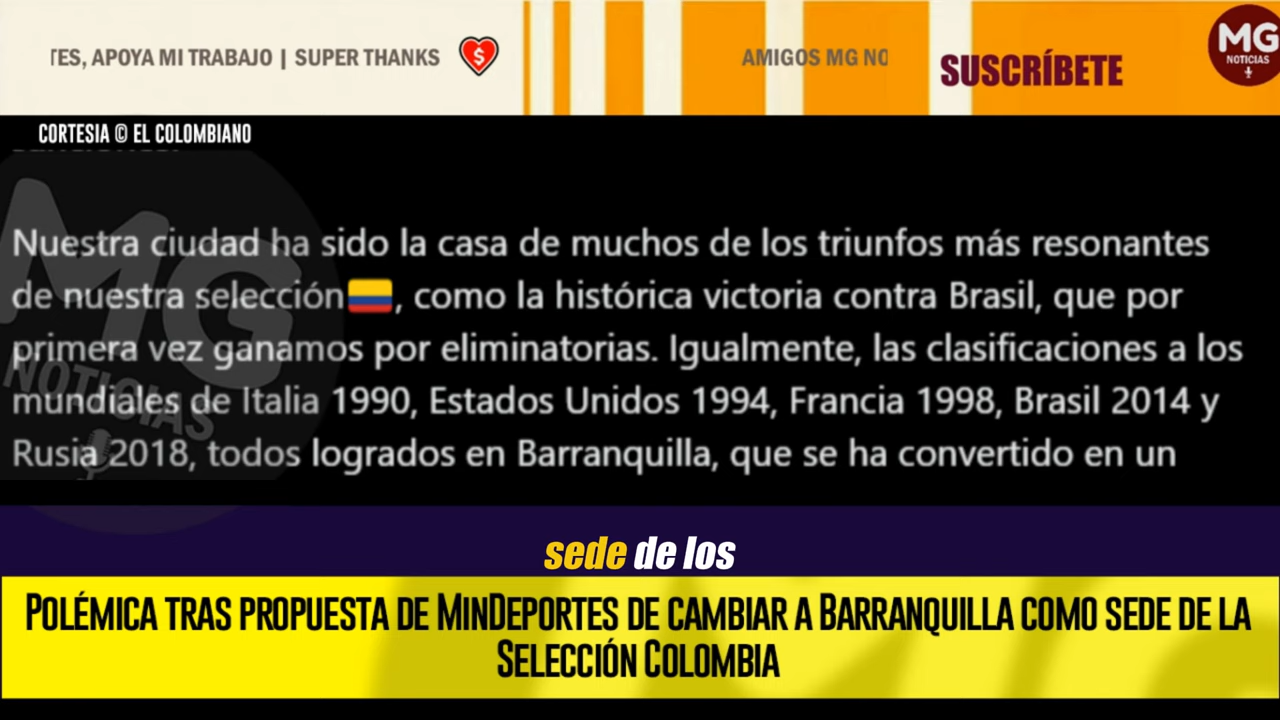 TES, APOYA MI TRABAJO | SUPER THANKS
AMIGOS MG NO
SUSCRÍBETE
MG
NOTICIAS
CORTESIA © EL COLOMBIANO
Nuestra ciudad ha sido la casa de muchos de los triunfos más resonantes
de nuestra selección🇨🇴, como la histórica victoria contra Brasil, que por
primera vez ganamos por eliminatorias. Igualmente, las clasificaciones a los
mundiales de Italia 1990, Estados Unidos 1994, Francia 1998, Brasil 2014 y
Rusia 2018, todos logrados en Barranquilla, que se ha convertido en un
MG
NOTICIAS
sede de los
POLÉMICA TRAS PROPUESTA DE MINDEPORTES DE CAMBIAR A BARRANQUILLA COMO SEDE DE LA
SELECCIÓN COLOMBIA